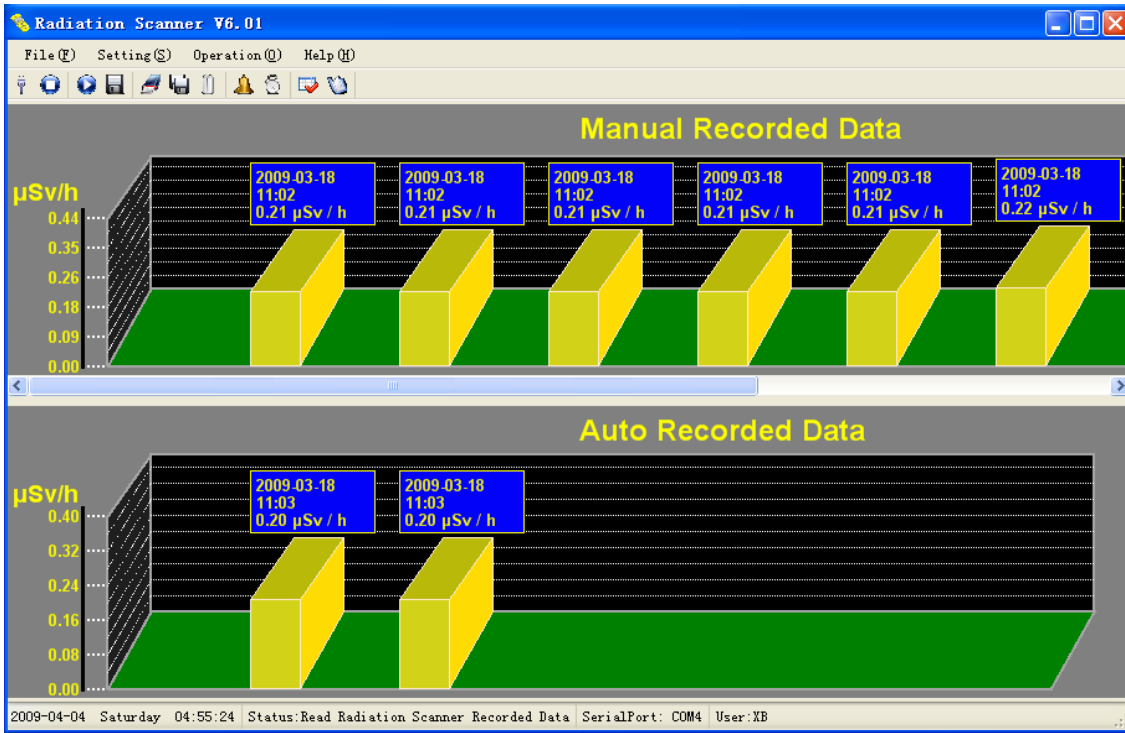 Radiation Scanner V6.01
File(F) Setting(S) Operation(O) Help(H)
Manual Recorded Data
µSv/h
0.44
0.35
0.26
0.18
0.09
0.00
2009-03-18
11:02
0.21 µSv / h
2009-03-18
11:02
0.21 µSv / h
2009-03-18
11:02
0.21 µSv / h
2009-03-18
11:02
0.21 µSv / h
2009-03-18
11:02
0.21 µSv / h
2009-03-18
11:02
0.22 µSv / h
Auto Recorded Data
µSv/h
0.40
0.32
0.24
0.16
0.08
0.00
2009-03-18
11:03
0.20 µSv / h
2009-03-18
11:03
0.20 µSv / h
2009-04-04 Saturday 04:55:24 Status:Read Radiation Scanner Recorded Data SerialPort: COM4 User:XB